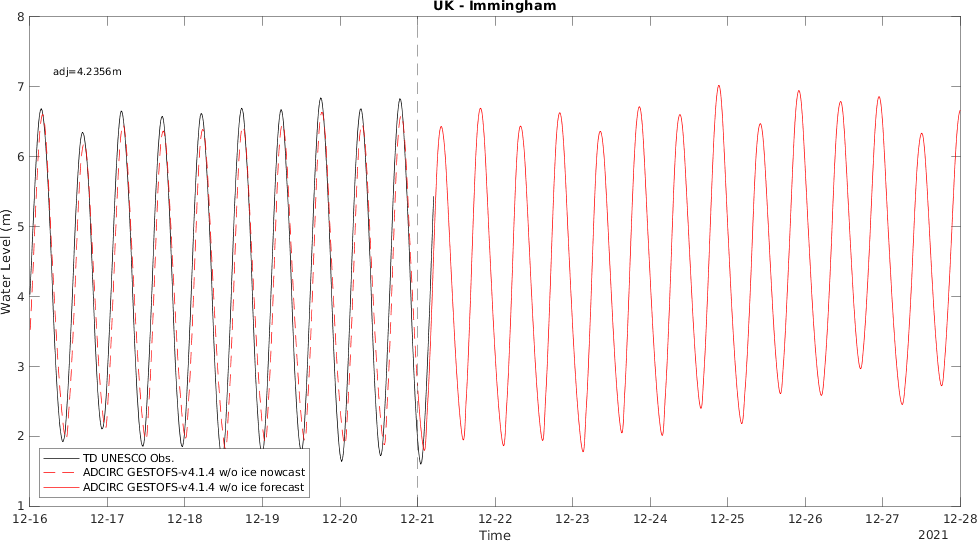 UK - Immingham
8
7
6
5
4
3
2
1
Water Level (m)
adj=4.2356m
TD UNESCO Obs.
ADCIRC GESTOFS-v4.1.4 w/o ice nowcast
ADCIRC GESTOFS-v4.1.4 w/o ice forecast
12-16 12-17 12-18 12-19 12-20 12-21 12-22 12-23 12-24 12-25 12-26 12-27 12-28
Time
2021